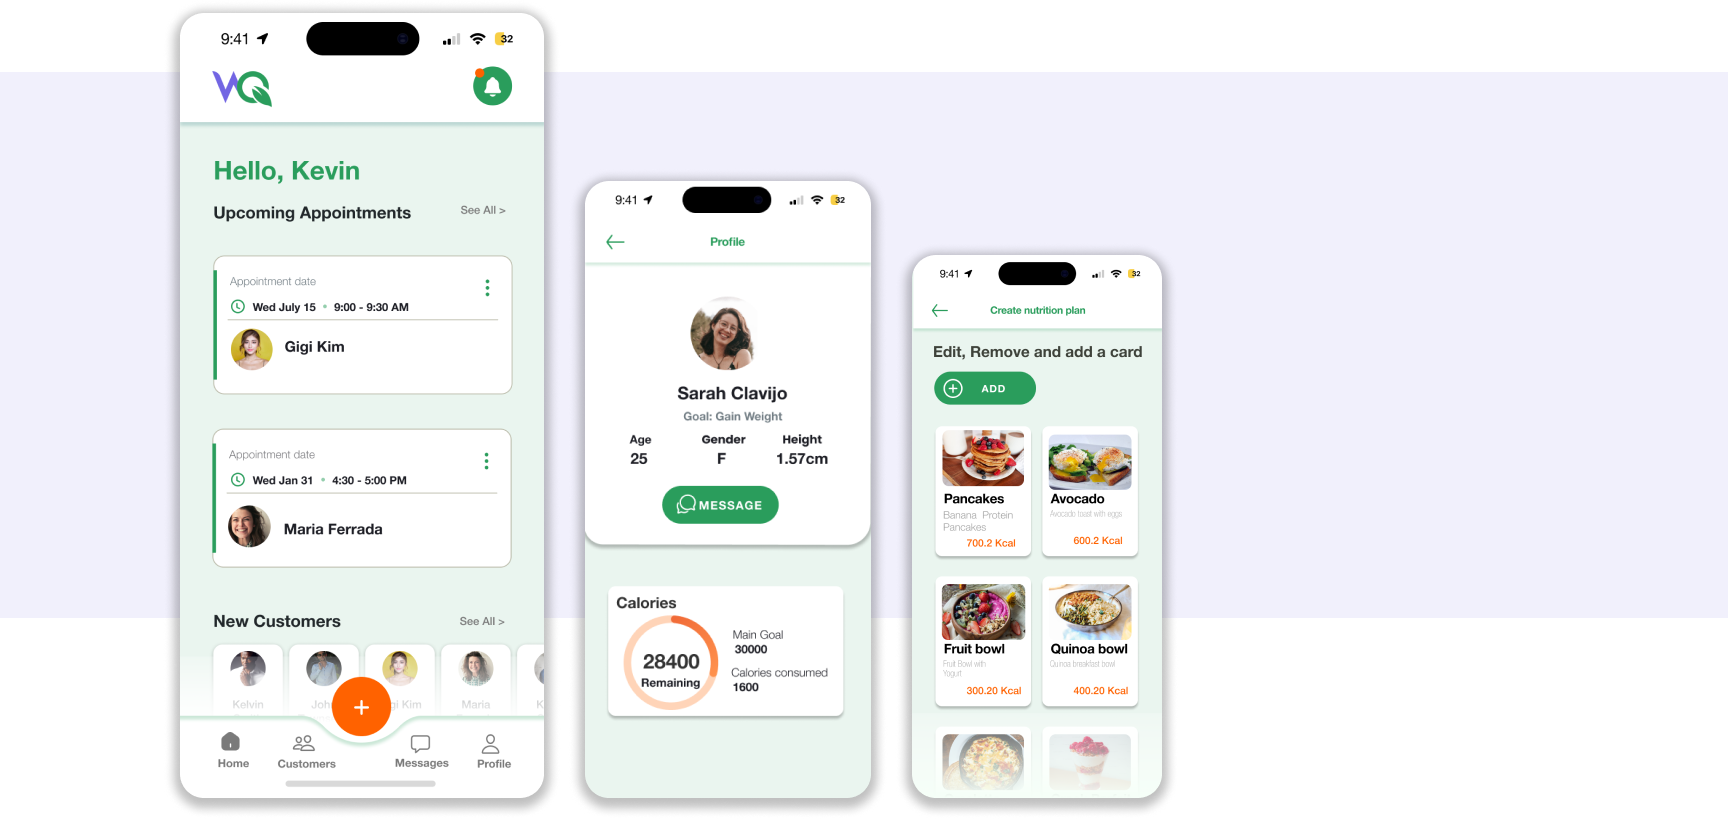 9:41
32
VQ
Hello, Kevin
Upcoming Appointments
See All >
Appointment date
Wed July 15 • 9:00 - 9:30 AM
Gigi Kim
Appointment date
Wed Jan 31 • 4:30 - 5:00 PM
Maria Ferrada
New Customers
See All >
Kelvin
Joh
gi Kim
Maria
K
Home
Customers
Messages
Profile
9:41
32
Profile
Sarah Clavijo
Goal: Gain Weight
Age
Gender
Height
25
F
1.57cm
MESSAGE
Calories
28400
Remaining
Main Goal
30000
Calories consumed
1600
9:41
32
Create nutrition plan
Edit, Remove and add a card
ADD
Pancakes
Banana Protein
Pancakes
700.2 Kcal
Avocado
Avocado toast with eggs
600.2 Kcal
Fruit bowl
Fruit Bowl with
Yogurt
300.20 Kcal
Quinoa bowl
Quinoa breakfast bowl
400.20 Kcal